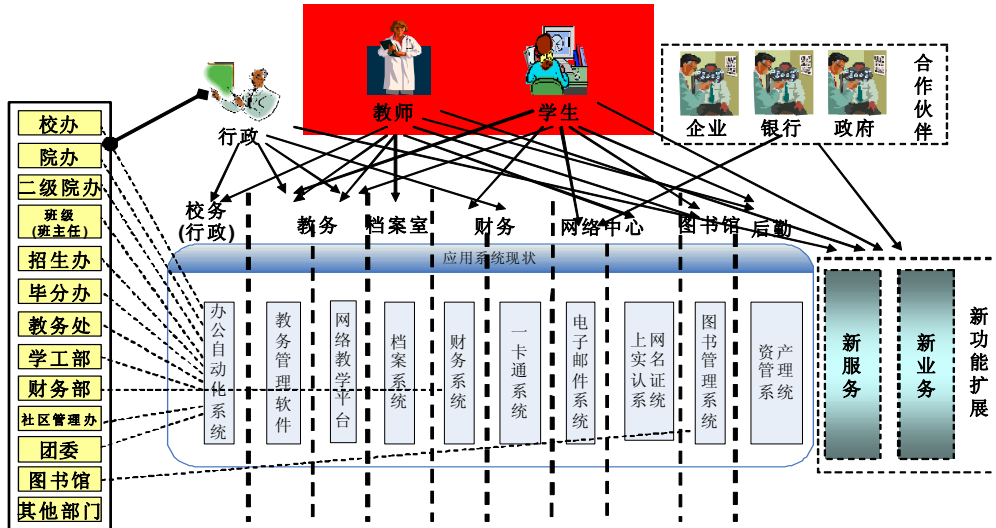 合作伙伴
企业
银行
政府
行政
教师
学生
校办
院办
二级院办
班级
(班主任)
招生办
毕分办
教务处
学工部
财务部
社区管理办
团委
图书馆
其他部门
校务
(行政)
教务
档案室
财务
网络中心
图书馆
后勤
应用系统现状
办公自动化系统
教务管理软件
网络教学平台
档案系统
财务系统
一卡通系统
电子邮件系统
上网
实名
认证
系统
图书管理系统
资产
管理
系统
新服务
新业务
新功能扩展